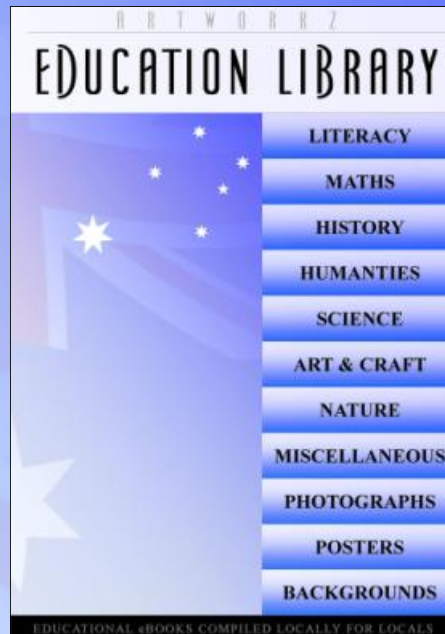 ARTWORKZ
EDUCATION LIBRARY
LITERACY
MATHS
HISTORY
HUMANTIES
SCIENCE
ART & CRAFT
NATURE
MISCELLANEOUS
PHOTOGRAPHS
POSTERS
BACKGROUNDS
EDUCATIONAL eBOOKS COMPILED LOCALLY FOR LOCALS